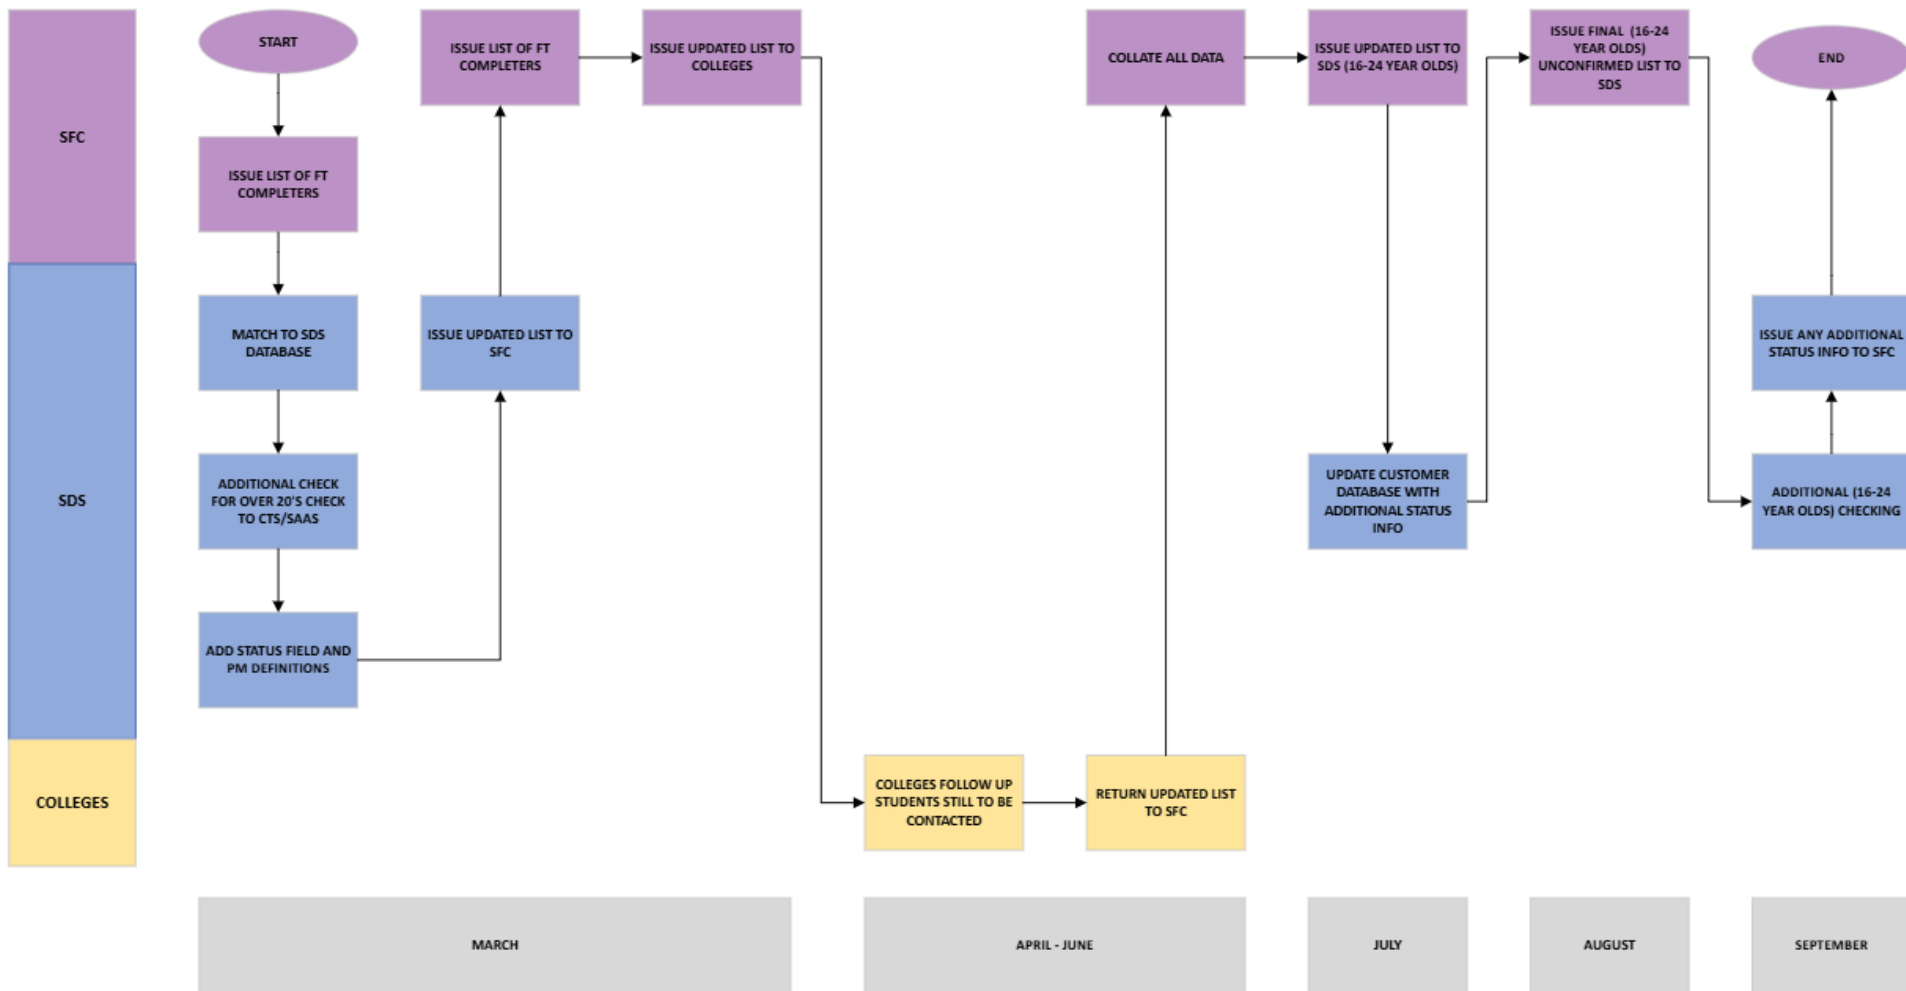 SFC
SDS
COLLEGES
START
ISSUE LIST OF FT
COMPLETERS
MATCH TO SDS
DATABASE
ADDITIONAL CHECK
FOR OVER 20'S CHECK
TO CTS/SAAS
ADD STATUS FIELD AND
PM DEFINITIONS
ISSUE UPDATED LIST TO
SFC
ISSUE LIST OF FT
COMPLETERS
ISSUE UPDATED LIST TO
COLLEGES
COLLEGES FOLLOW UP
STUDENTS STILL TO BE
CONTACTED
RETURN UPDATED LIST
TO SFC
COLLATE ALL DATA
ISSUE UPDATED LIST TO
SDS (16-24 YEAR OLDS)
UPDATE CUSTOMER
DATABASE WITH
ADDITIONAL STATUS
INFO
ISSUE FINAL (16-24
YEAR OLDS)
UNCONFIRMED LIST TO
SDS
ADDITIONAL (16-24
YEAR OLDS) CHECKING
ISSUE ANY ADDITIONAL
STATUS INFO TO SFC
END
MARCH
APRIL - JUNE
JULY
AUGUST
SEPTEMBER